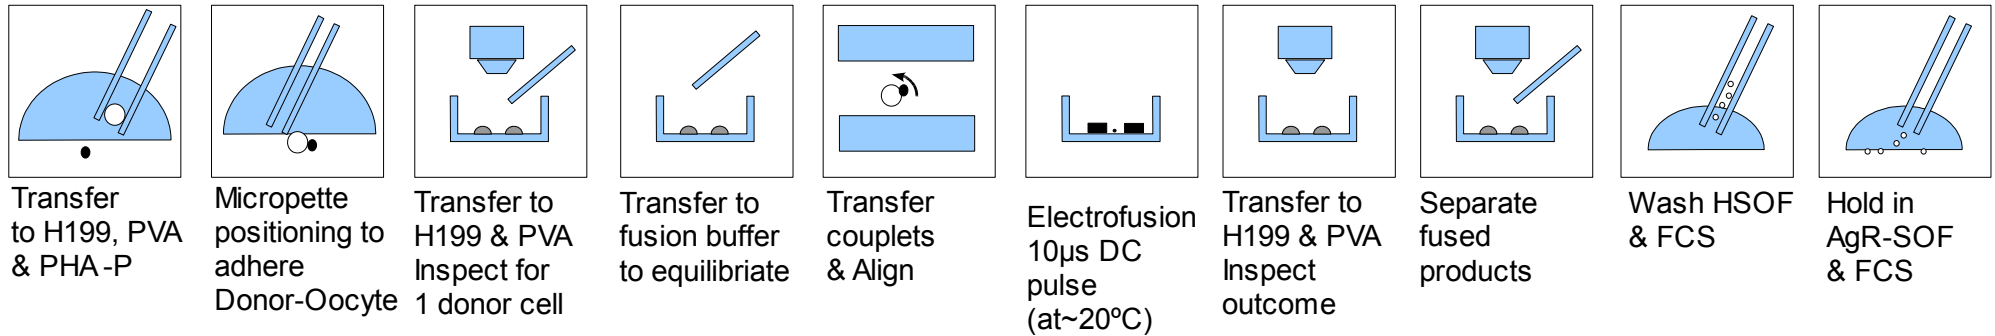 Transfer
to H199, PVA
& PHA-P
Micropette
positioning to
adhere
Donor-Oocyte
Transfer to
H199 & PVA
Inspect for
1 donor cell
Transfer to
fusion buffer
to equilibriate
Transfer
couplets
& Align
Electrofusion
10µs DC
pulse
(at~20ºC)
Transfer to
H199 & PVA
Inspect
outcome
Separate
fused
products
Wash HSOF
& FCS
Hold in
AgR-SOF
& FCS